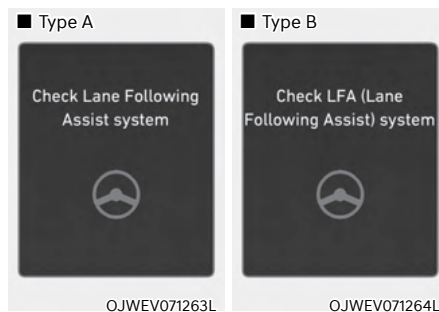 ■ Type A
Check Lane Following
Assist system
OJWEV071263L
■ Type B
Check LFA (Lane
Following Assist) system
OJWEV071264L